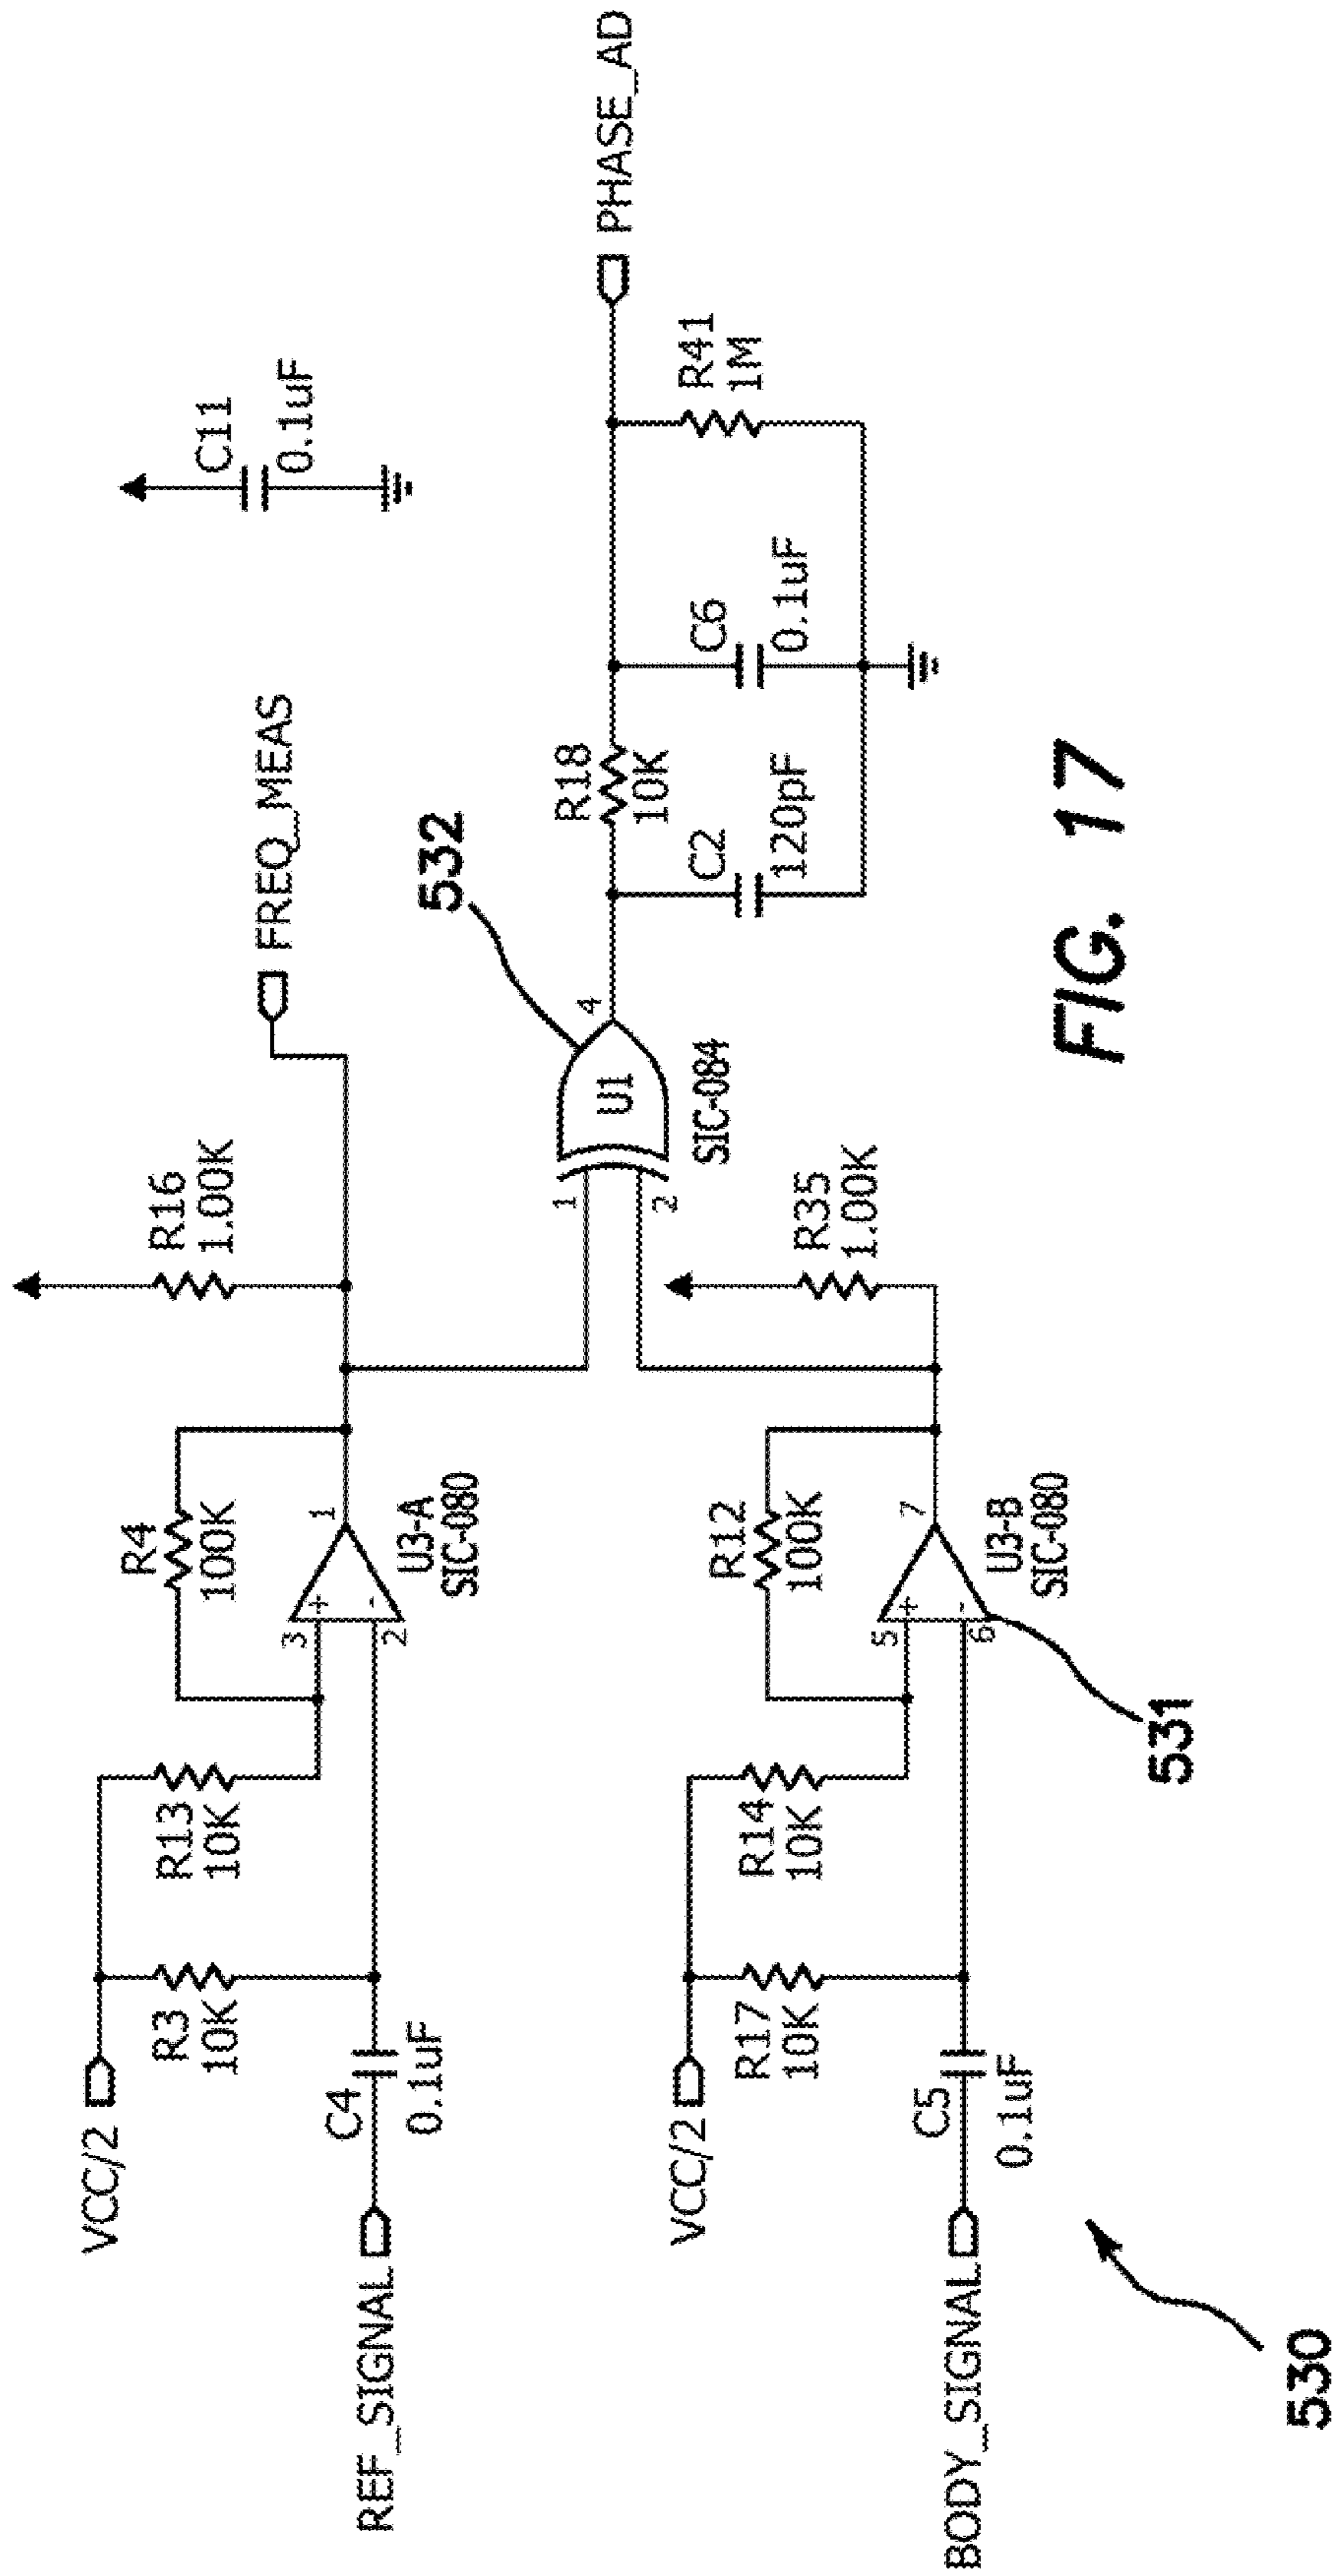 R16
1.00K
FREQ_MEAS
C11
0.1uF
VCC/2
R3
10K
R13
10K
R4
100K
3
+
2
-
1
U3-A
SIC-080
REF_SIGNAL
C4
0.1uF
532
1
2
U1
4
SIC-084
R18
10K
PHASE_AD
C2
120pF
C6
0.1uF
R41
1M
VCC/2
R17
10K
R14
10K
R12
100K
5
+
6
-
7
U3-B
SIC-080
R35
1.00K
BODY_SIGNAL
C5
0.1uF
531
530
FIG. 17